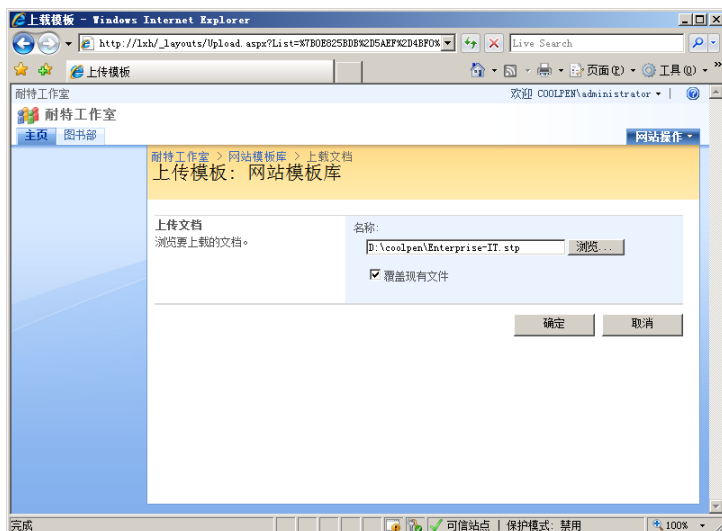 上载模板 - Windows Internet Explorer
http://lxh/_layouts/Upload.aspx?List=%7B0E825BDB%2D5AEF%2D4BF0%
Live Search
上传模板
页面(P)
工具(O)
»
耐特工作室
欢迎 COOLPEN\administrator
耐特工作室
主页
图书部
网站操作
耐特工作室 > 网站模板库 > 上载文档
上传模板: 网站模板库
上传文档
浏览要上载的文档。
名称:
D:\coolpen\Enterprise-IT.stp
浏览...
覆盖现有文件
确定
取消
完成
可信站点 | 保护模式: 禁用
100%